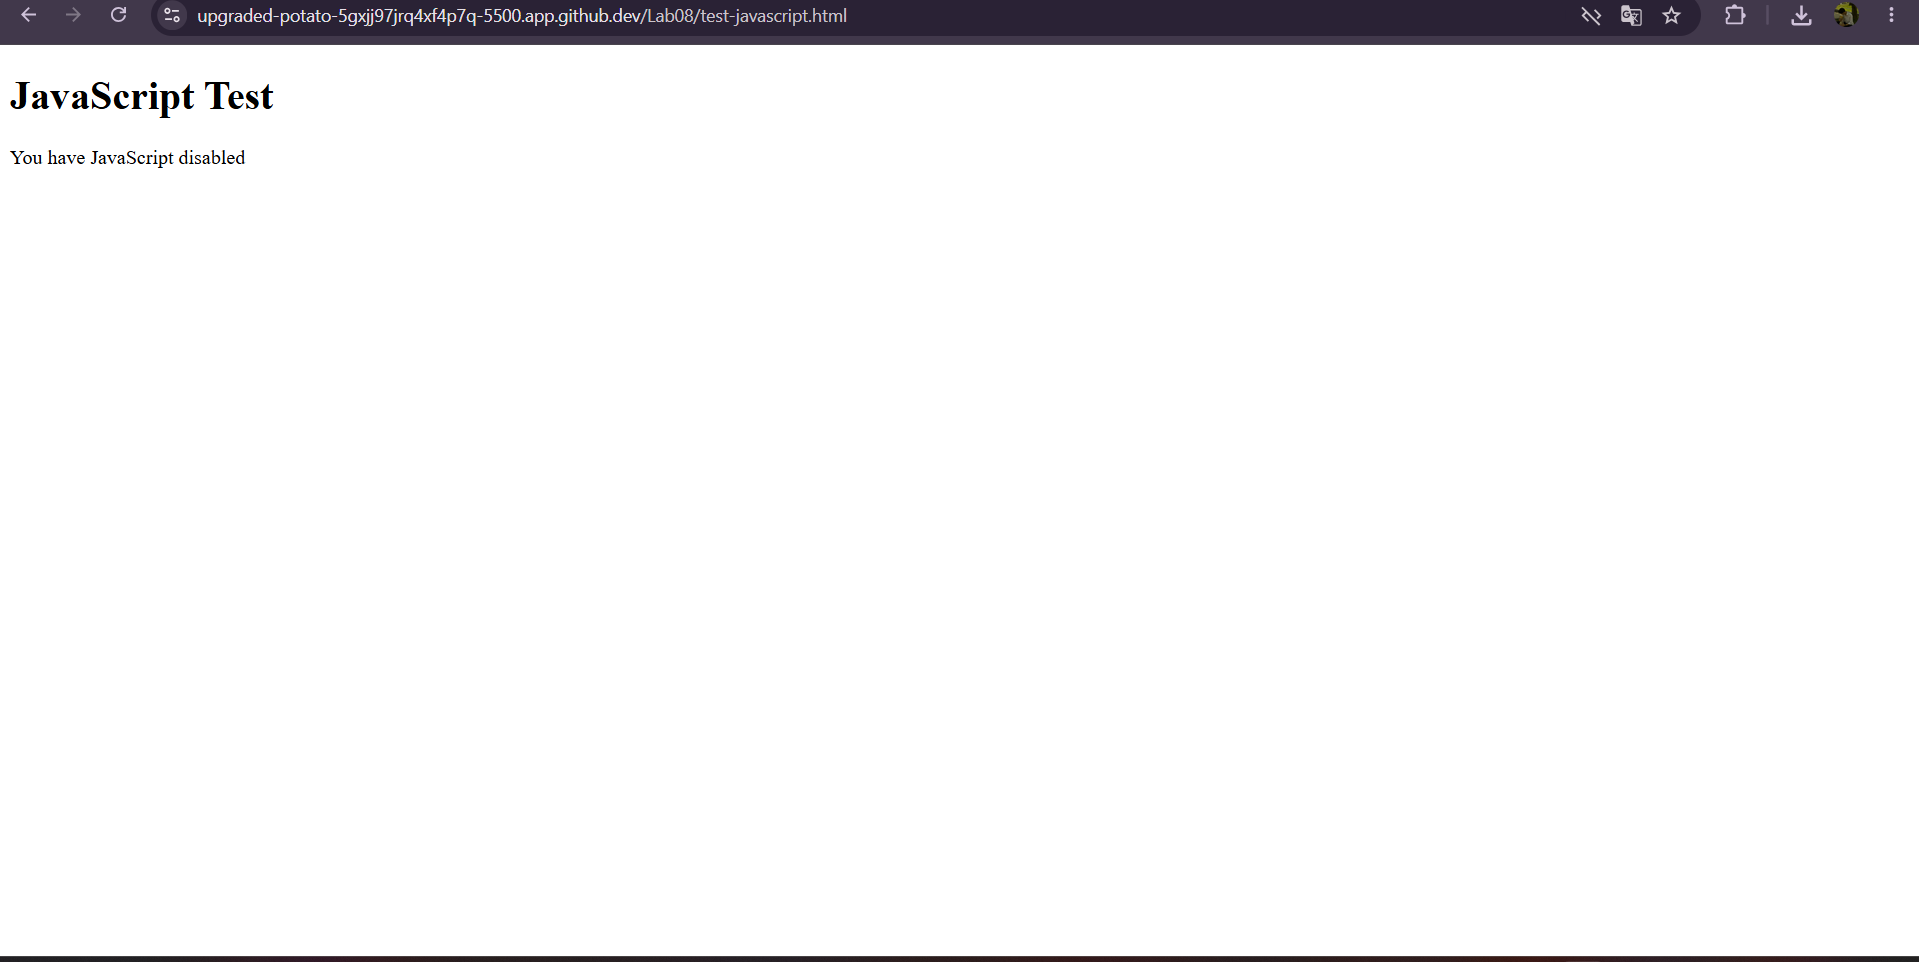 upgraded-potato-5gxjj97jrq4xf4p7q-5500.app.github.dev/Lab08/test-javascript.html
JavaScript Test
You have JavaScript disabled